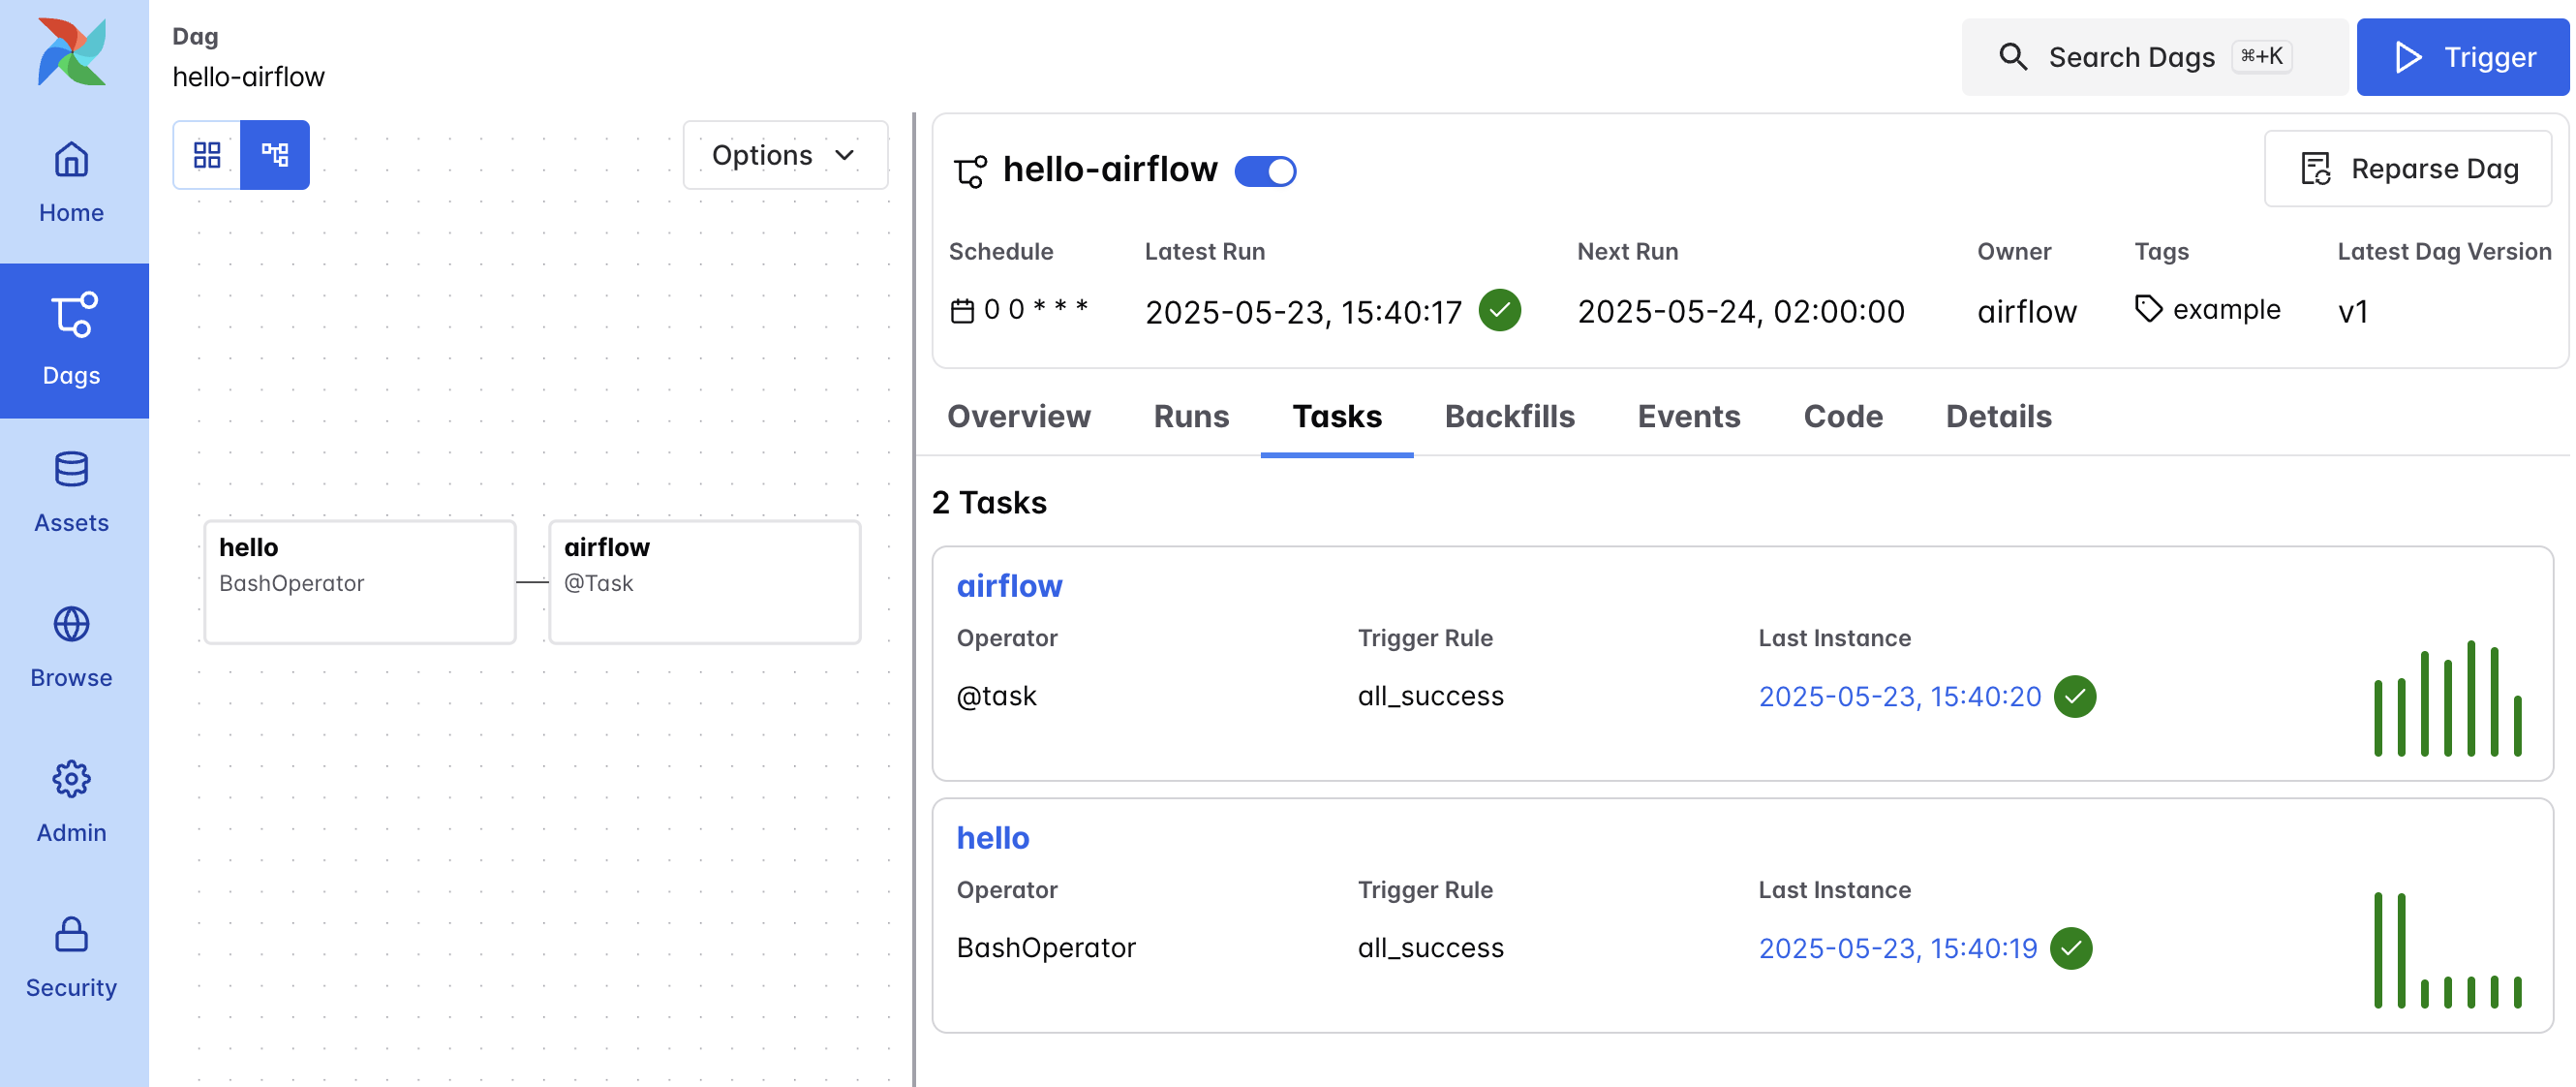 Dag
hello-airflow
Search Dags ⌘+K
Trigger
Home
Dags
Assets
Browse
Admin
Security
Options
hello
BashOperator
airflow
@Task
hello-airflow
Reparse Dag
Schedule Latest Run Next Run Owner Tags Latest Dag Version
0 0 * * * 2025-05-23, 15:40:17 2025-05-24, 02:00:00 airflow example v1
Overview Runs Tasks Backfills Events Code Details
2 Tasks
airflow
Operator Trigger Rule Last Instance
@task all_success 2025-05-23, 15:40:20
hello
Operator Trigger Rule Last Instance
BashOperator all_success 2025-05-23, 15:40:19